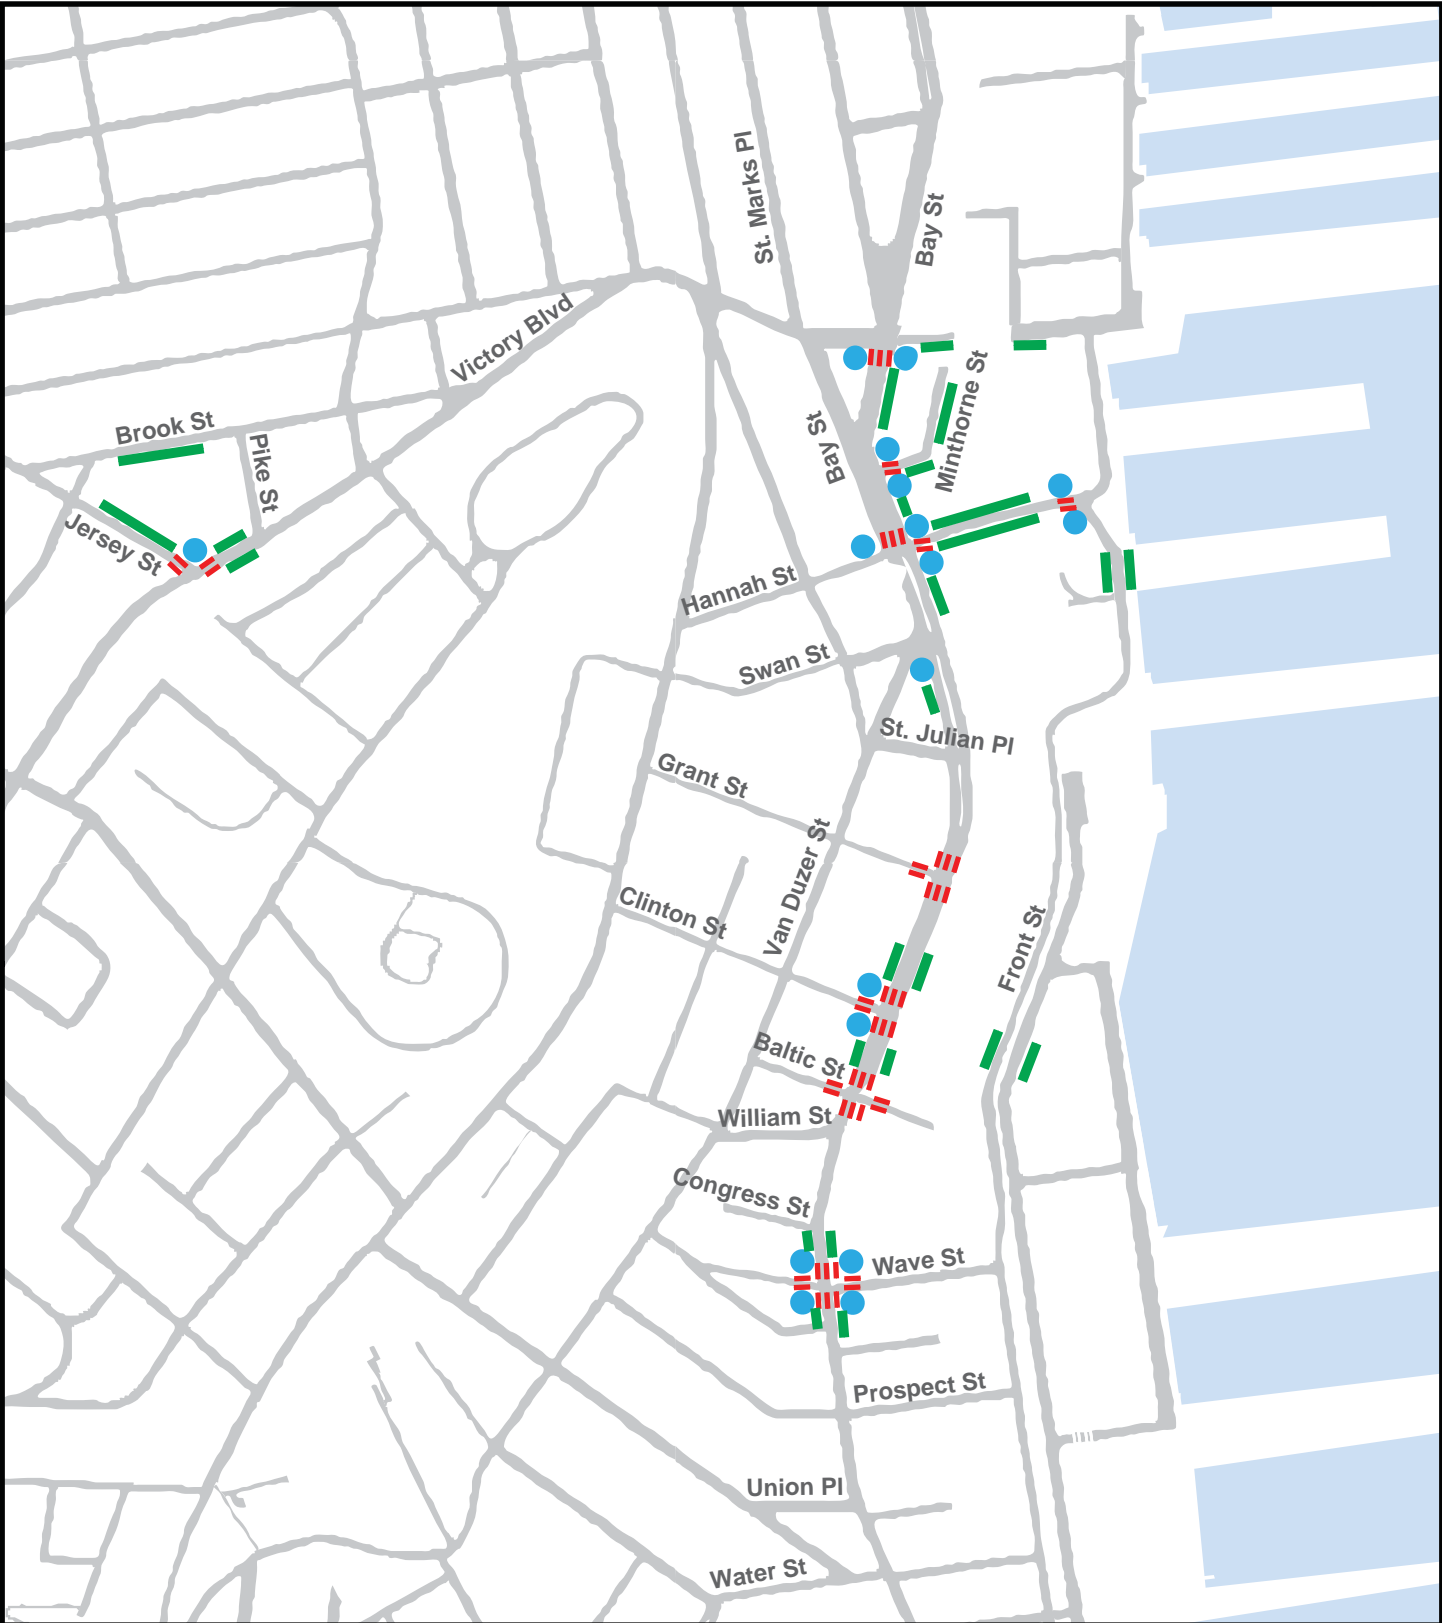 St. Marks Pl
Bay St
Victory Blvd
Minthorne St
Bay St
Brook St
Pike St
Jersey St
Hannah St
Swan St
St. Julian Pl
Grant St
Van Duzer St
Clinton St
Front St
Baltic St
William St
Congress St
Wave St
Prospect St
Union Pl
Water St